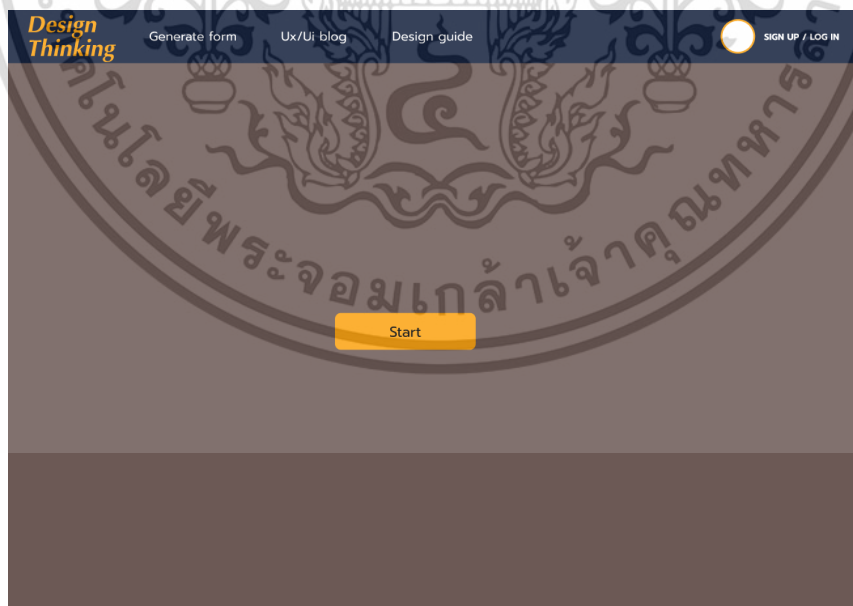 Design
Thinking
Generate form
Ux/Ui blog
Design guide
SIGN UP / LOG IN
คโนโลยีพระจอมเกล้าเจ้าคุณทหารล
Start